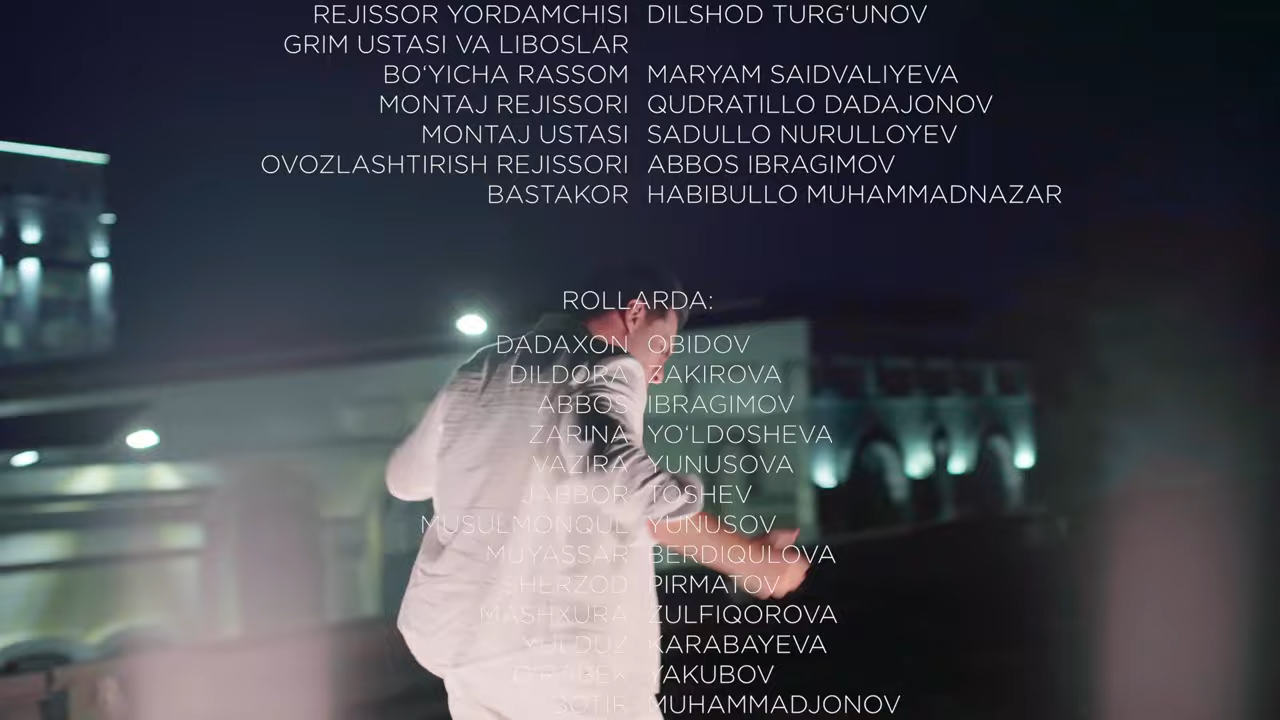 REJISSOR YORDAMCHISI DILSHOD TURG‘UNOV
GRIM USTASI VA LIBOSLAR
BO‘YICHA RASSOM MARYAM SAIDVALIYEVA
MONTAJ REJISSORI QUDRATILLO DADAJONOV
MONTAJ USTASI SADULLO NURULLOYEV
OVOZLASHTIRISH REJISSORI ABBOS IBRAGIMOV
BASTAKOR HABIBULLO MUHAMMADNAZAR
ROLLARDA:
DADAXON OBIDOV
DILDORA ZAKIROVA
ABBOS IBRAGIMOV
ZARINA YO‘LDOSHEVA
VAZIRA YUNUSOVA
JABBOR TOSHEV
MUSULMONQUL YUNUSOV
MUYASSAR BERDIQULOVA
SHERZOD PIRMATOV
MASHXURA ZULFIQOROVA
YULDUZ KARABAYEVA
YAKUBOV
SOTIR MUHAMMADJONOV